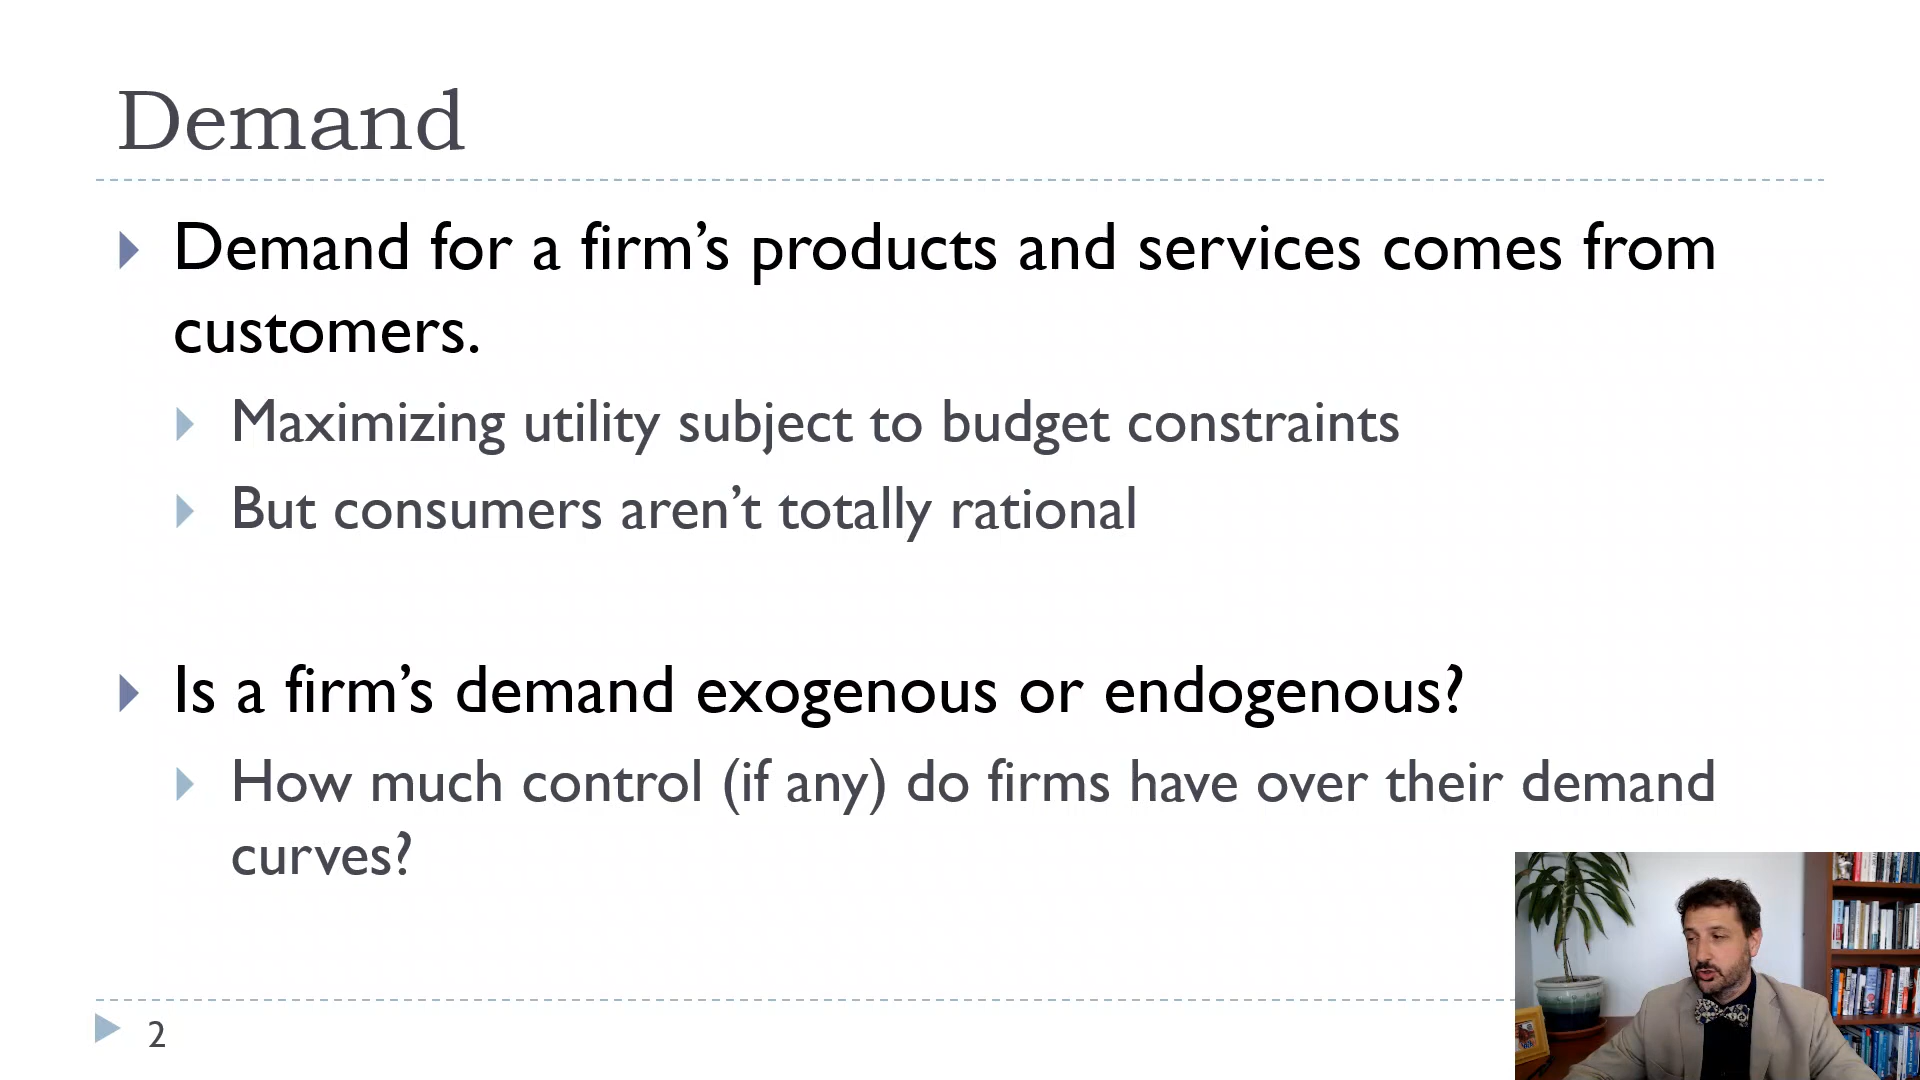 Demand
Demand for a firm’s products and services comes from
customers.
Maximizing utility subject to budget constraints
But consumers aren’t totally rational
Is a firm’s demand exogenous or endogenous?
How much control (if any) do firms have over their demand
curves?
2